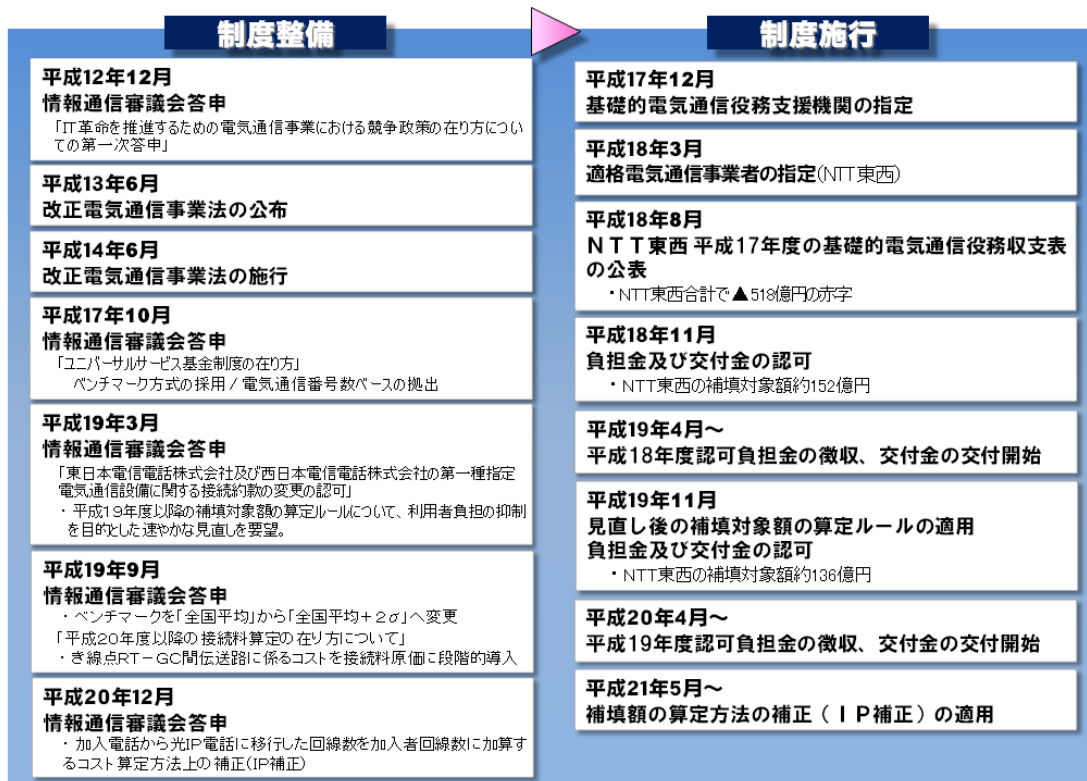 制度整備
平成12年12月
情報通信審議会答申
「IT革命を推進するための電気通信事業における競争政策の在り方につい
ての第一次答申」
平成13年6月
改正電気通信事業法の公布
平成14年6月
改正電気通信事業法の施行
平成17年10月
情報通信審議会答申
「ユニバーサルサービス基金制度の在り方」
ベンチマーク方式の採用／電気通信番号数ベースの拠出
平成19年3月
情報通信審議会答申
「東日本電信電話株式会社及び西日本電信電話株式会社の第一種指定
電気通信設備に関する接続約款の変更の認可」
・平成19年度以降の補填対象額の算定ルールについて、利用者負担の抑制
を目的とした速やかな見直しを要望。
平成19年9月
情報通信審議会答申
・ベンチマークを「全国平均」から「全国平均＋2σ」へ変更
「平成20年度以降の接続料算定の在り方について」
・き線点RT－GC間伝送路に係るコストを接続料原価に段階的導入
平成20年12月
情報通信審議会答申
・加入電話から光IP電話に移行した回線数を加入者回線数に加算す
るコスト算定方法上の補正(IP補正)
制度施行
平成17年12月
基礎的電気通信役務支援機関の指定
平成18年3月
適格電気通信事業者の指定(NTT東西)
平成18年8月
ＮＴＴ東西 平成17年度の基礎的電気通信役務収支表
の公表
・NTT東西合計で▲518億円の赤字
平成18年11月
負担金及び交付金の認可
・NTT東西の補填対象額約152億円
平成19年4月～
平成18年度認可負担金の徴収、交付金の交付開始
平成19年11月
見直し後の補填対象額の算定ルールの適用
負担金及び交付金の認可
・NTT東西の補填対象額約136億円
平成20年4月～
平成19年度認可負担金の徴収、交付金の交付開始
平成21年5月～
補填額の算定方法の補正（ＩＰ補正）の適用